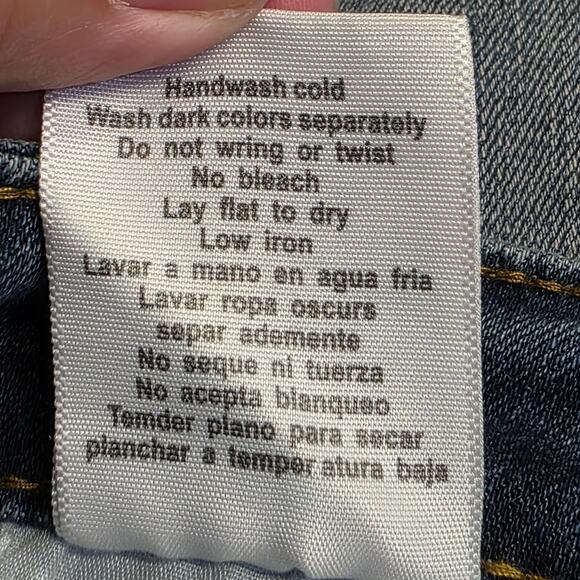 Handwash cold
Wash dark colors separately
Do not wring or twist
No bleach
Lay flat to dry
Low iron
Lavar a mano en agua fria
Lavar ropa oscurs
separ ademente
No seque ni tuerza
No acepta blanqueo
Temder plano para secar
planchar a temper atura baja